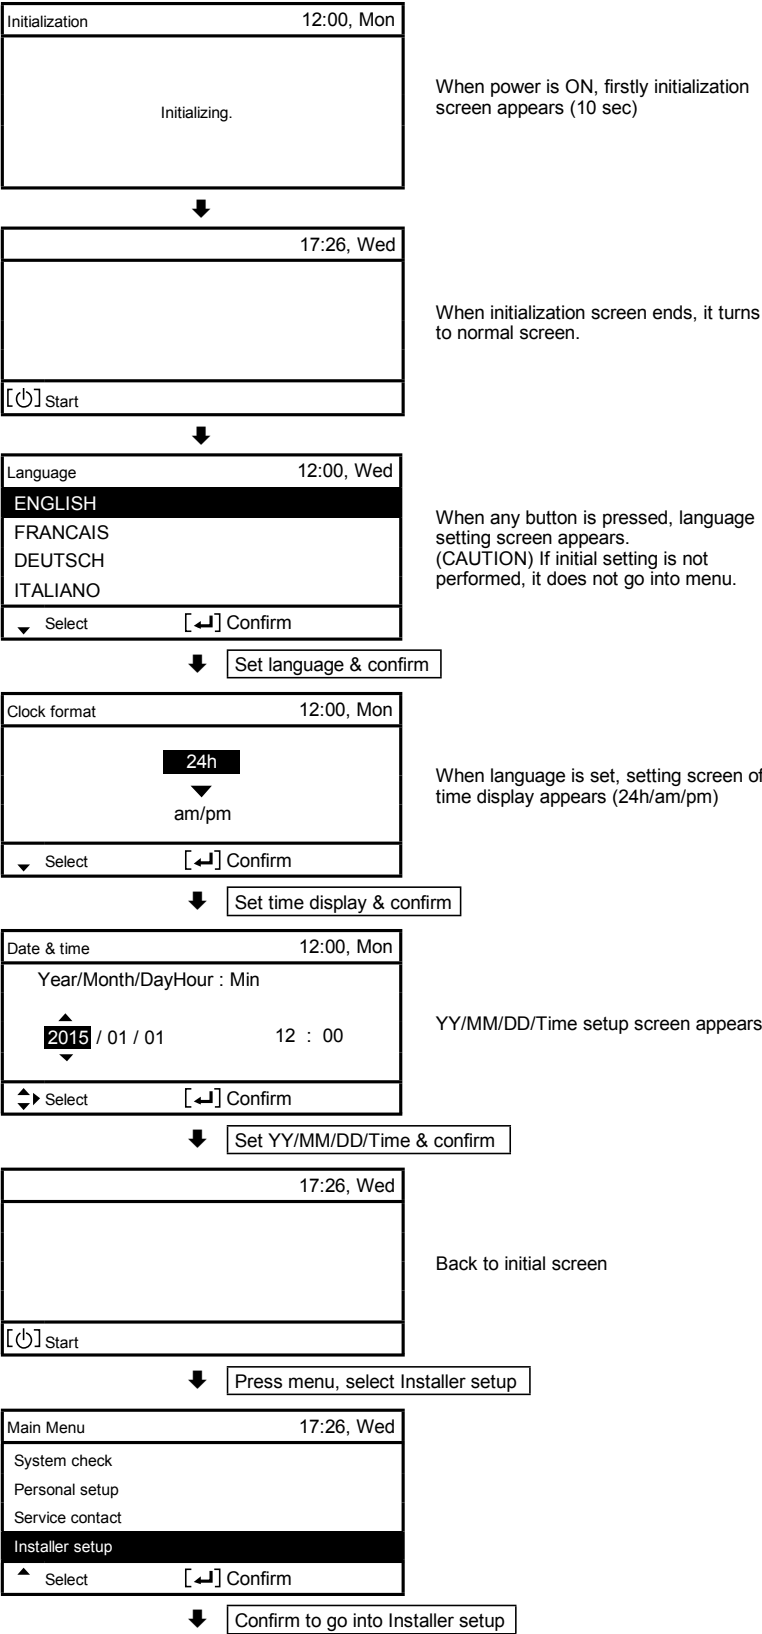 Initialization 12:00, Mon
Initializing.
When power is ON, firstly initialization
screen appears (10 sec)
17:26, Wed
[⏻] Start
When initialization screen ends, it turns
to normal screen.
Language 12:00, Wed
ENGLISH
FRANCAIS
DEUTSCH
ITALIANO
Select [↵] Confirm
When any button is pressed, language
setting screen appears.
(CAUTION) If initial setting is not
performed, it does not go into menu.
Set language & confirm
Clock format 12:00, Mon
24h
am/pm
Select [↵] Confirm
When language is set, setting screen of
time display appears (24h/am/pm)
Set time display & confirm
Date & time 12:00, Mon
Year/Month/DayHour : Min
2015 / 01 / 01 12 : 00
Select [↵] Confirm
YY/MM/DD/Time setup screen appears
Set YY/MM/DD/Time & confirm
17:26, Wed
[⏻] Start
Back to initial screen
Press menu, select Installer setup
Main Menu 17:26, Wed
System check
Personal setup
Service contact
Installer setup
Select [↵] Confirm
Confirm to go into Installer setup